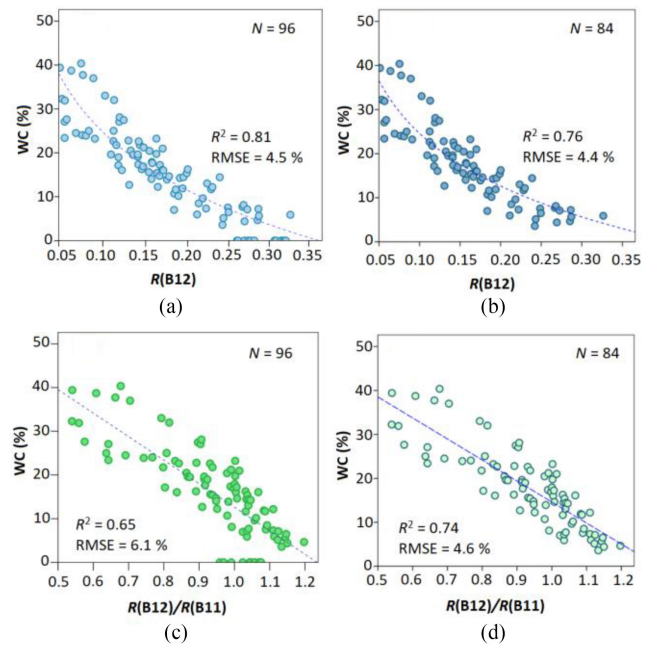 50
40
30
20
10
0
WC (%)
N = 96
R² = 0.81
RMSE = 4.5 %
0.05 0.10 0.15 0.20 0.25 0.30 0.35
R(B12)
(a)
50
40
30
20
10
0
WC (%)
N = 84
R² = 0.76
RMSE = 4.4 %
0.05 0.10 0.15 0.20 0.25 0.30 0.35
R(B12)
(b)
50
40
30
20
10
0
WC (%)
N = 96
R² = 0.65
RMSE = 6.1 %
0.5 0.6 0.7 0.8 0.9 1.0 1.1 1.2
R(B12)/R(B11)
(c)
50
40
30
20
10
0
WC (%)
N = 84
R² = 0.74
RMSE = 4.6 %
0.5 0.6 0.7 0.8 0.9 1.0 1.1 1.2
R(B12)/R(B11)
(d)